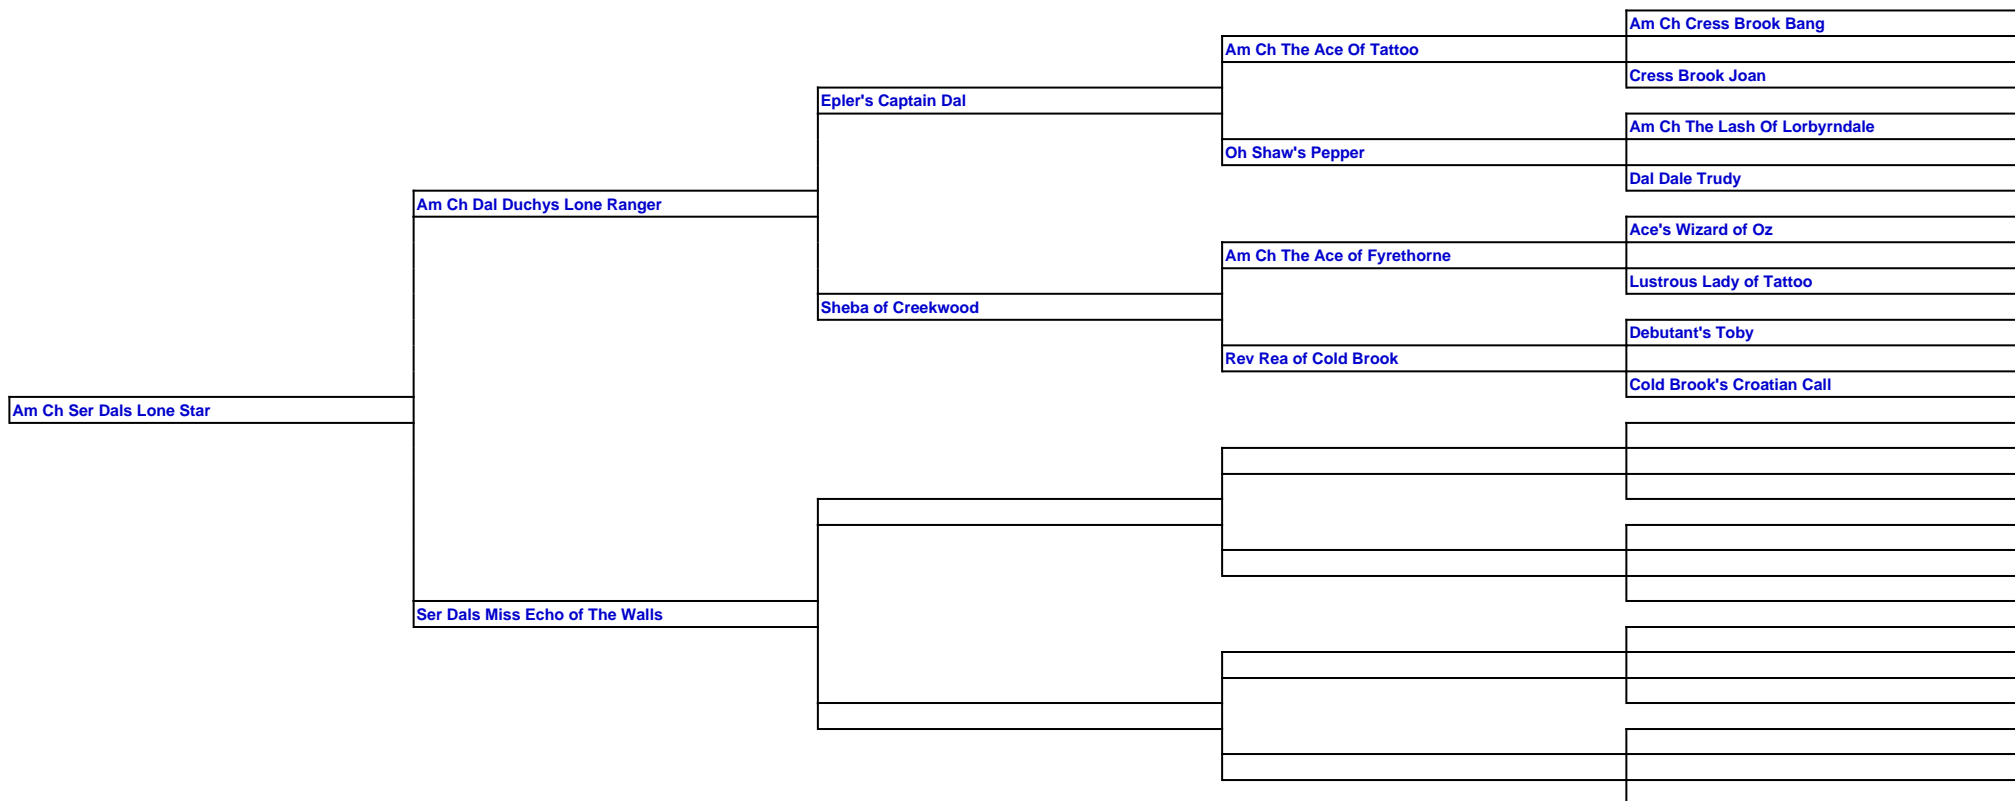 Am Ch Cress Brook Bang
Am Ch The Ace Of Tattoo
Cress Brook Joan
Epler's Captain Dal
Am Ch The Lash Of Lorbyrndale
Oh Shaw's Pepper
Dal Dale Trudy
Am Ch Dal Duchys Lone Ranger
Ace's Wizard of Oz
Am Ch The Ace of Fyrethorne
Lustrous Lady of Tattoo
Sheba of Creekwood
Debutant's Toby
Rev Rea of Cold Brook
Cold Brook's Croatian Call
Am Ch Ser Dals Lone Star
Ser Dals Miss Echo of The Walls